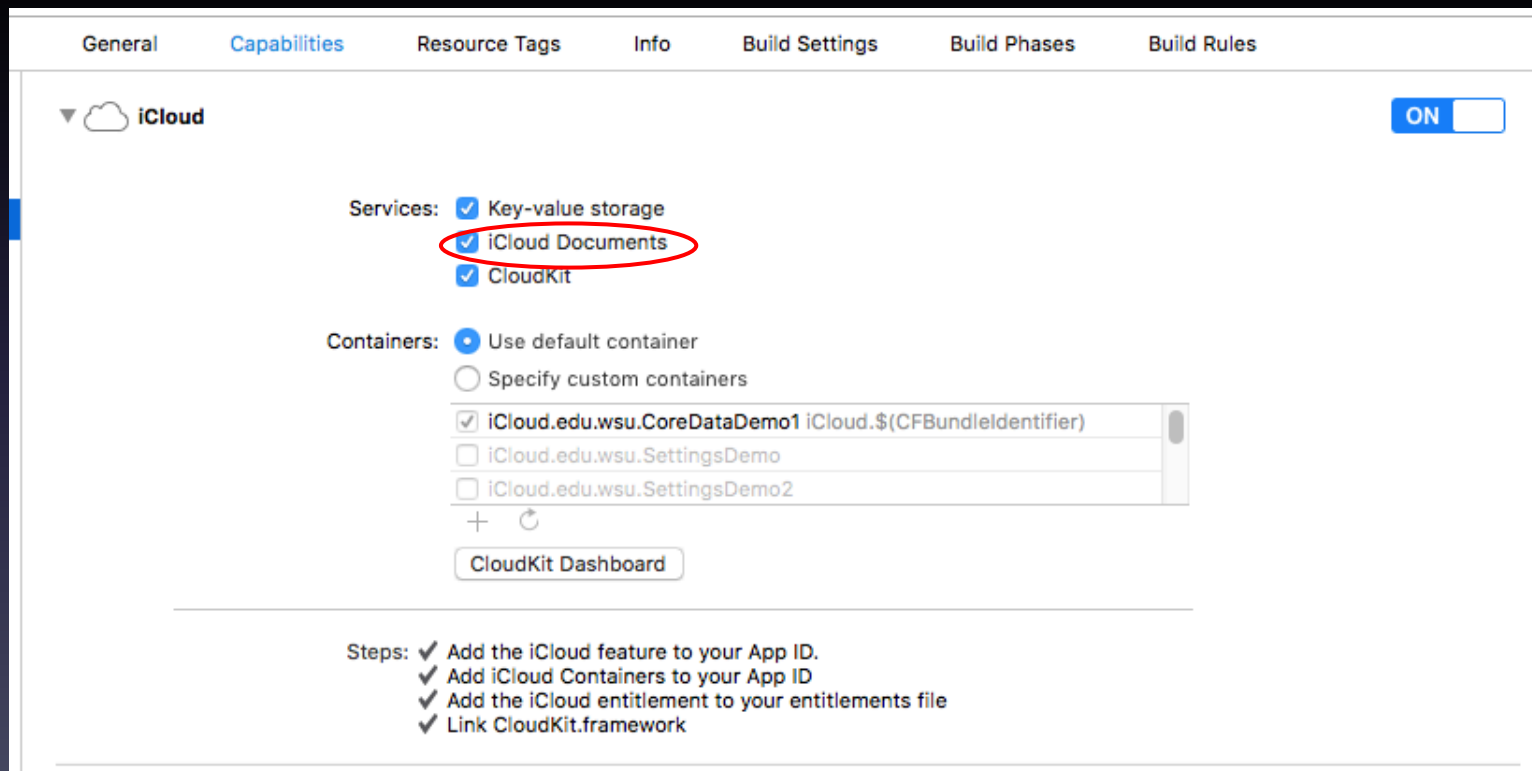 General Capabilities Resource Tags Info Build Settings Build Phases Build Rules
iCloud ON
Services: Key-value storage
iCloud Documents
CloudKit
Containers: Use default container
Specify custom containers
iCloud.edu.wsu.CoreDataDemo1 iCloud.$(CFBundleIdentifier)
iCloud.edu.wsu.SettingsDemo
iCloud.edu.wsu.SettingsDemo2
CloudKit Dashboard
Steps: ✔ Add the iCloud feature to your App ID.
✔ Add iCloud Containers to your App ID
✔ Add the iCloud entitlement to your entitlements file
✔ Link CloudKit.framework